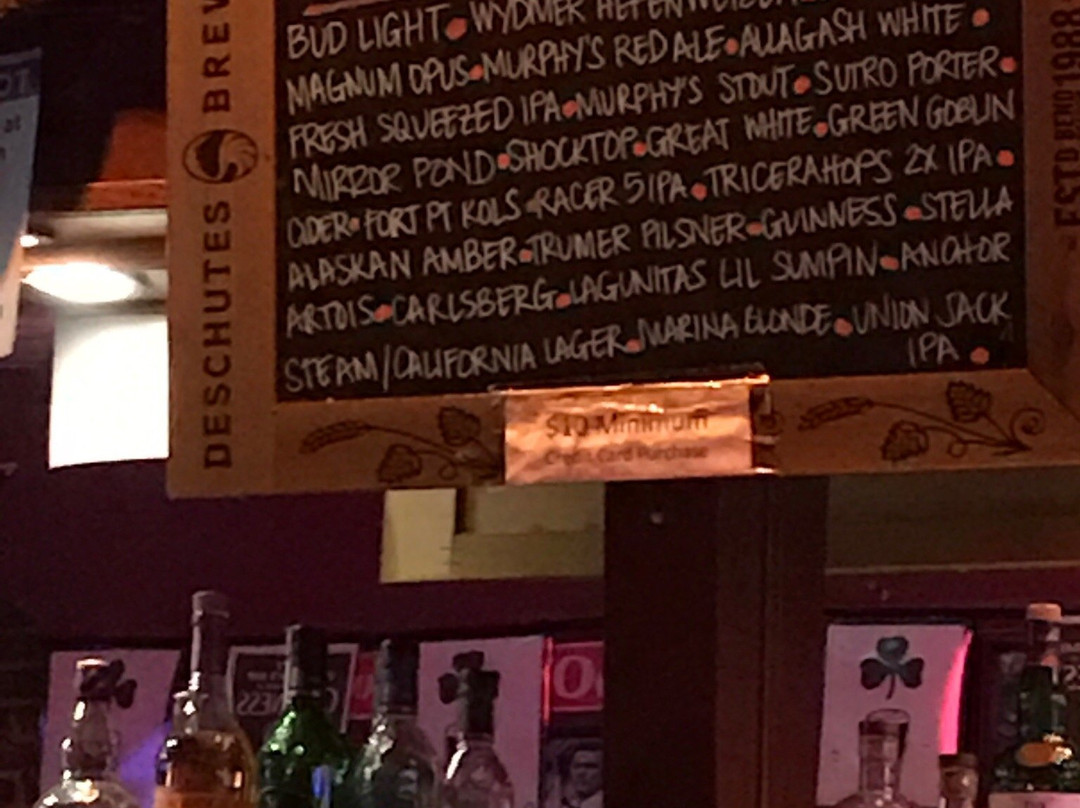 BUD LIGHT • WYDMER HEFENWEIZEN
MAGNUM OPUS • MURPHY'S RED ALE • ALLAGASH WHITE •
FRESH SQUEEZED IPA • MURPHY'S STOUT • SUTRO PORTER •
MIRROR POND • SHOCKTOP • GREAT WHITE • GREEN GOBLIN
CIDER • FORT PT KOLS • RACER 5 IPA • TRICERAHOPS 2X IPA •
ALASKAN AMBER • TRUMER PILSNER • GUINNESS • STELLA
ARTOIS • CARLSBERG • LAGUNITAS LIL SUMPIN • ANCHOR
STEAM/CALIFORNIA LAGER • MARINA BLONDE • UNION JACK
IPA •
DESCHUTES BREW
ESTD BEND 1988
$10 Minimum
Credit Card Purchase
at